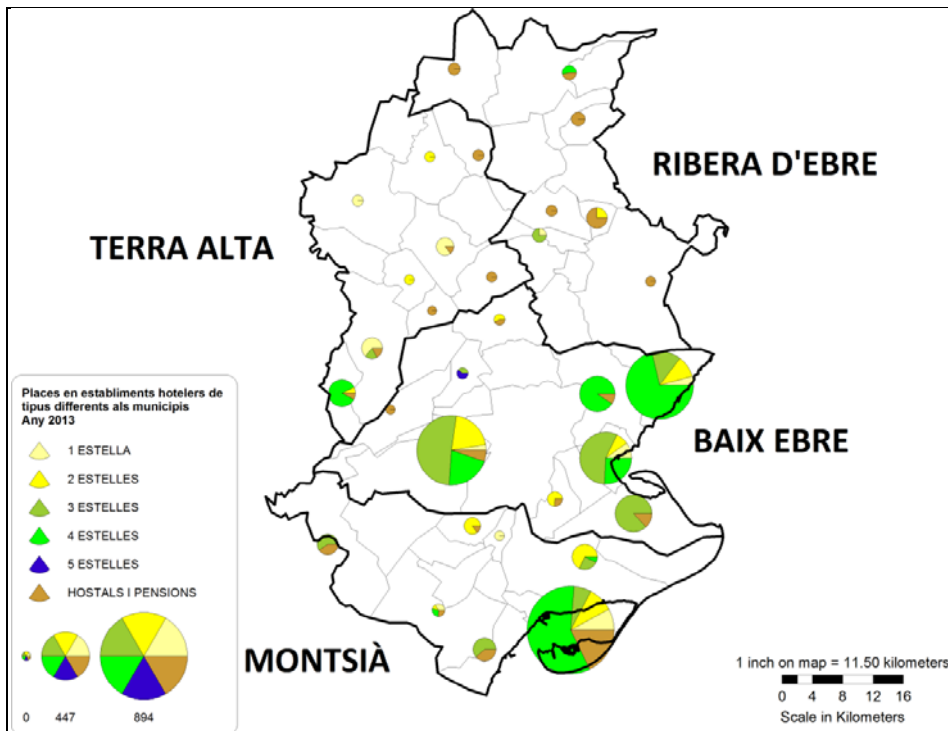 RIBERA D'EBRE
TERRA ALTA
BAIX EBRE
MONTSIÀ
Places en establiments hotelers de
tipus differents als municipis
Any 2013
1 ESTELLA
2 ESTELLES
3 ESTELLES
4 ESTELLES
5 ESTELLES
HOSTALS I PENSIONS
0 447 894
1 inch on map = 11.50 kilometers
0 4 8 12 16
Scale in Kilometers